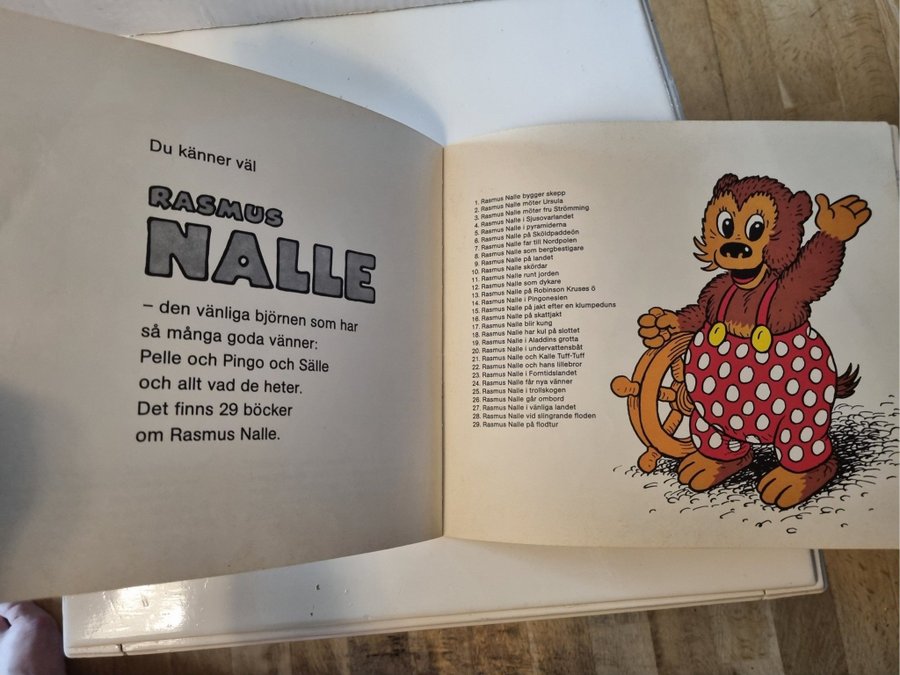 Du känner väl
RASMUS
NALLE
– den vänliga björnen som har
så många goda vänner:
Pelle och Pingo och Sälle
och allt vad de heter.
Det finns 29 böcker
om Rasmus Nalle.
1. Rasmus Nalle bygger skepp
2. Rasmus Nalle möter Ursula
3. Rasmus Nalle möter fru Strömming
4. Rasmus Nalle i Sjusovarlandet
5. Rasmus Nalle i pyramiderna
6. Rasmus Nalle på Sköldpaddeön
7. Rasmus Nalle far till Nordpolen
8. Rasmus Nalle som bergbestigare
9. Rasmus Nalle på landet
10. Rasmus Nalle skördar
11. Rasmus Nalle runt jorden
12. Rasmus Nalle som dykare
13. Rasmus Nalle på Robinson Kruses ö
14. Rasmus Nalle i Pingonesien
15. Rasmus Nalle på jakt efter en klumpeduns
16. Rasmus Nalle på skattjakt
17. Rasmus Nalle blir kung
18. Rasmus Nalle har kul på slottet
19. Rasmus Nalle i Aladdins grotta
20. Rasmus Nalle i undervattensbåt
21. Rasmus Nalle och Kalle Tuff-Tuff
22. Rasmus Nalle och hans lillebror
23. Rasmus Nalle i Forntidslandet
24. Rasmus Nalle får nya vänner
25. Rasmus Nalle i trollskogen
26. Rasmus Nalle går ombord
27. Rasmus Nalle i vänliga landet
28. Rasmus Nalle vid slingrande floden
29. Rasmus Nalle på flodtur